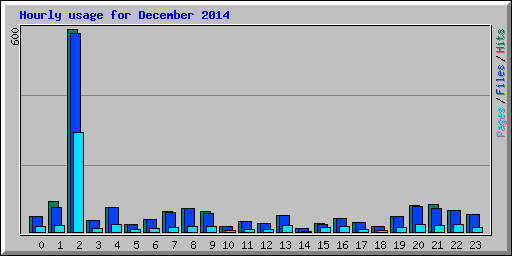 Hourly usage for December 2014
600
Pages / Files / Hits
0 1 2 3 4 5 6 7 8 9 10 11 12 13 14 15 16 17 18 19 20 21 22 23